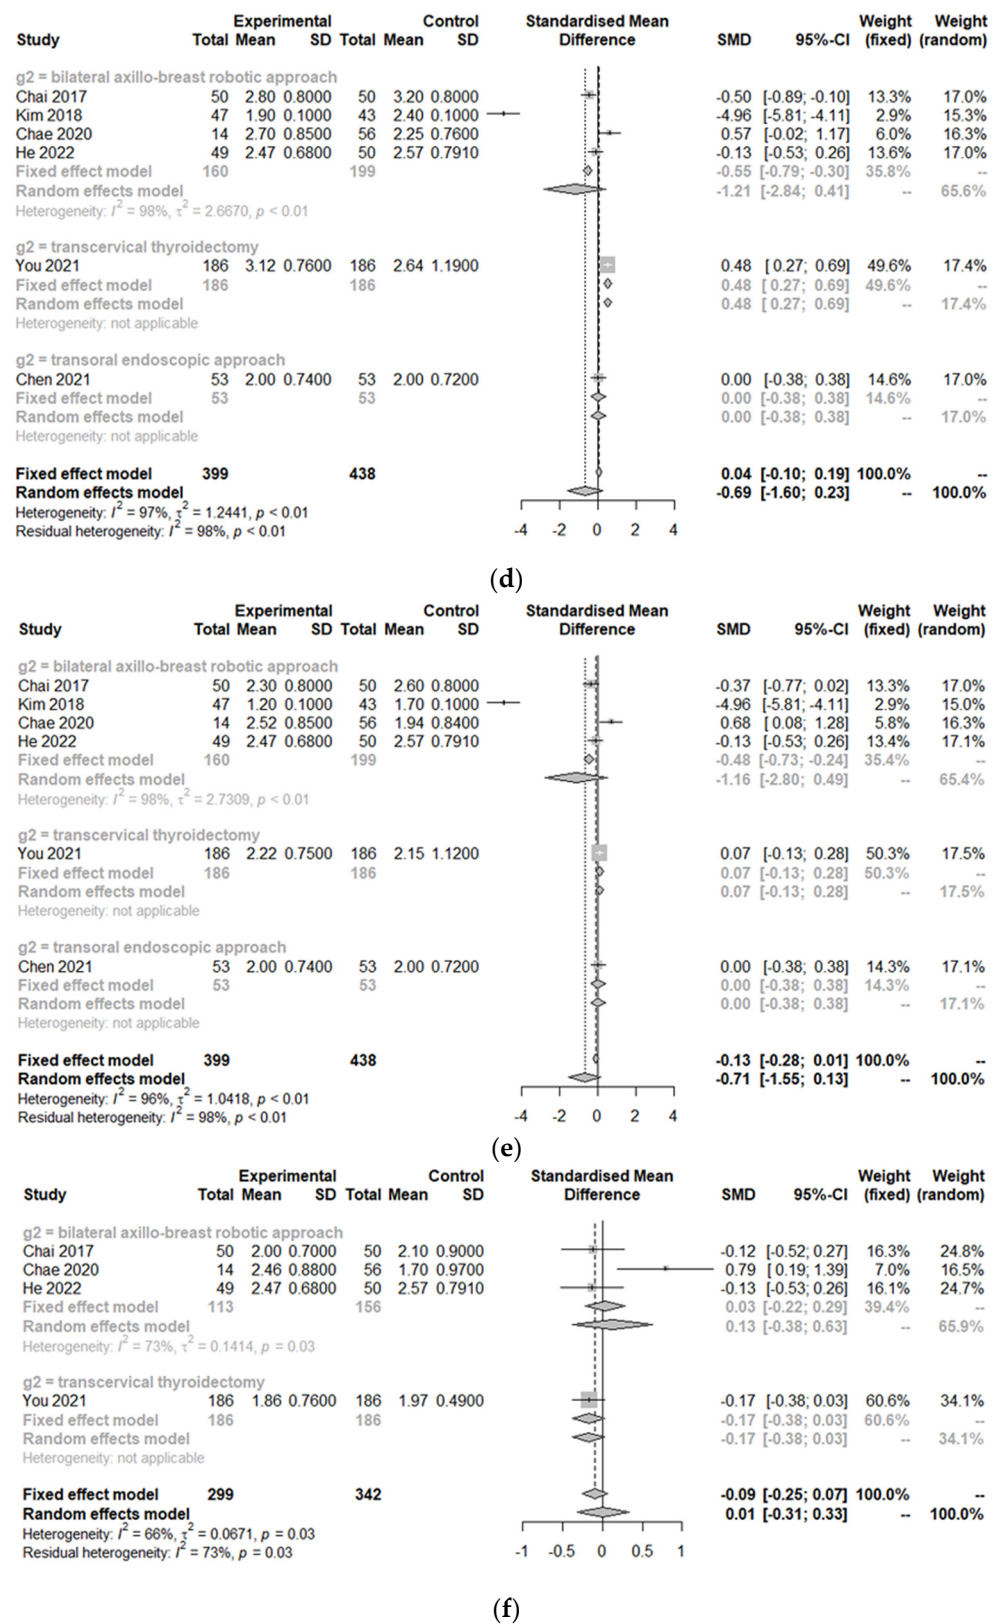 Experimental Control Standardised Mean Weight Weight
Study Total Mean SD Total Mean SD Difference SMD 95%-CI (fixed) (random)
g2 = bilateral axillo-breast robotic approach
Chai 2017 50 2.80 0.8000 50 3.20 0.8000 -0.50 [-0.89; -0.10] 13.3% 17.0%
Kim 2018 47 1.90 0.1000 43 2.40 0.1000 -4.96 [-5.81; -4.11] 2.9% 15.3%
Chae 2020 14 2.70 0.8500 56 2.25 0.7600 0.57 [-0.02; 1.17] 6.0% 16.3%
He 2022 49 2.47 0.6800 50 2.57 0.7910 -0.13 [-0.53; 0.26] 13.6% 17.0%
Fixed effect model 160 199 -0.55 [-0.79; -0.30] 35.8% --
Random effects model -1.21 [-2.84; 0.41] -- 65.6%
Heterogeneity: I² = 98%, τ² = 2.6670, p < 0.01
g2 = transcervical thyroidectomy
You 2021 186 3.12 0.7600 186 2.64 1.1900 0.48 [ 0.27; 0.69] 49.6% 17.4%
Fixed effect model 186 186 0.48 [ 0.27; 0.69] 49.6% --
Random effects model 0.48 [ 0.27; 0.69] -- 17.4%
Heterogeneity: not applicable
g2 = transoral endoscopic approach
Chen 2021 53 2.00 0.7400 53 2.00 0.7200 0.00 [-0.38; 0.38] 14.6% 17.0%
Fixed effect model 53 53 0.00 [-0.38; 0.38] 14.6% --
Random effects model 0.00 [-0.38; 0.38] -- 17.0%
Heterogeneity: not applicable
Fixed effect model 399 438 0.04 [-0.10; 0.19] 100.0% --
Random effects model -0.69 [-1.60; 0.23] -- 100.0%
Heterogeneity: I² = 97%, τ² = 1.2441, p < 0.01
Residual heterogeneity: I² = 98%, p < 0.01 -4 -2 0 2 4
(d)
Experimental Control Standardised Mean Weight Weight
Study Total Mean SD Total Mean SD Difference SMD 95%-CI (fixed) (random)
g2 = bilateral axillo-breast robotic approach
Chai 2017 50 2.30 0.8000 50 2.60 0.8000 -0.37 [-0.77; 0.02] 13.3% 17.0%
Kim 2018 47 1.20 0.1000 43 1.70 0.1000 -4.96 [-5.81; -4.11] 2.9% 15.0%
Chae 2020 14 2.52 0.8500 56 1.94 0.8400 0.68 [ 0.08; 1.28] 5.8% 16.3%
He 2022 49 2.47 0.6800 50 2.57 0.7910 -0.13 [-0.53; 0.26] 13.4% 17.1%
Fixed effect model 160 199 -0.48 [-0.73; -0.24] 35.4% --
Random effects model -1.16 [-2.80; 0.49] -- 65.4%
Heterogeneity: I² = 98%, τ² = 2.7309, p < 0.01
g2 = transcervical thyroidectomy
You 2021 186 2.22 0.7500 186 2.15 1.1200 0.07 [-0.13; 0.28] 50.3% 17.5%
Fixed effect model 186 186 0.07 [-0.13; 0.28] 50.3% --
Random effects model 0.07 [-0.13; 0.28] -- 17.5%
Heterogeneity: not applicable
g2 = transoral endoscopic approach
Chen 2021 53 2.00 0.7400 53 2.00 0.7200 0.00 [-0.38; 0.38] 14.3% 17.1%
Fixed effect model 53 53 0.00 [-0.38; 0.38] 14.3% --
Random effects model 0.00 [-0.38; 0.38] -- 17.1%
Heterogeneity: not applicable
Fixed effect model 399 438 -0.13 [-0.28; 0.01] 100.0% --
Random effects model -0.71 [-1.55; 0.13] -- 100.0%
Heterogeneity: I² = 96%, τ² = 1.0418, p < 0.01
Residual heterogeneity: I² = 98%, p < 0.01 -4 -2 0 2 4
(e)
Experimental Control Standardised Mean Weight Weight
Study Total Mean SD Total Mean SD Difference SMD 95%-CI (fixed) (random)
g2 = bilateral axillo-breast robotic approach
Chai 2017 50 2.00 0.7000 50 2.10 0.9000 -0.12 [-0.52; 0.27] 16.3% 24.8%
Chae 2020 14 2.46 0.8800 56 1.70 0.9700 0.79 [ 0.19; 1.39] 7.0% 16.5%
He 2022 49 2.47 0.6800 50 2.57 0.7910 -0.13 [-0.53; 0.26] 16.1% 24.7%
Fixed effect model 113 156 0.03 [-0.22; 0.29] 39.4% --
Random effects model 0.13 [-0.38; 0.63] -- 65.9%
Heterogeneity: I² = 73%, τ² = 0.1414, p = 0.03
g2 = transcervical thyroidectomy
You 2021 186 1.86 0.7600 186 1.97 0.4900 -0.17 [-0.38; 0.03] 60.6% 34.1%
Fixed effect model 186 186 -0.17 [-0.38; 0.03] 60.6% --
Random effects model -0.17 [-0.38; 0.03] -- 34.1%
Heterogeneity: not applicable
Fixed effect model 299 342 -0.09 [-0.25; 0.07] 100.0% --
Random effects model 0.01 [-0.31; 0.33] -- 100.0%
Heterogeneity: I² = 66%, τ² = 0.0671, p = 0.03
Residual heterogeneity: I² = 73%, p = 0.03 -1 -0.5 0 0.5 1
(f)